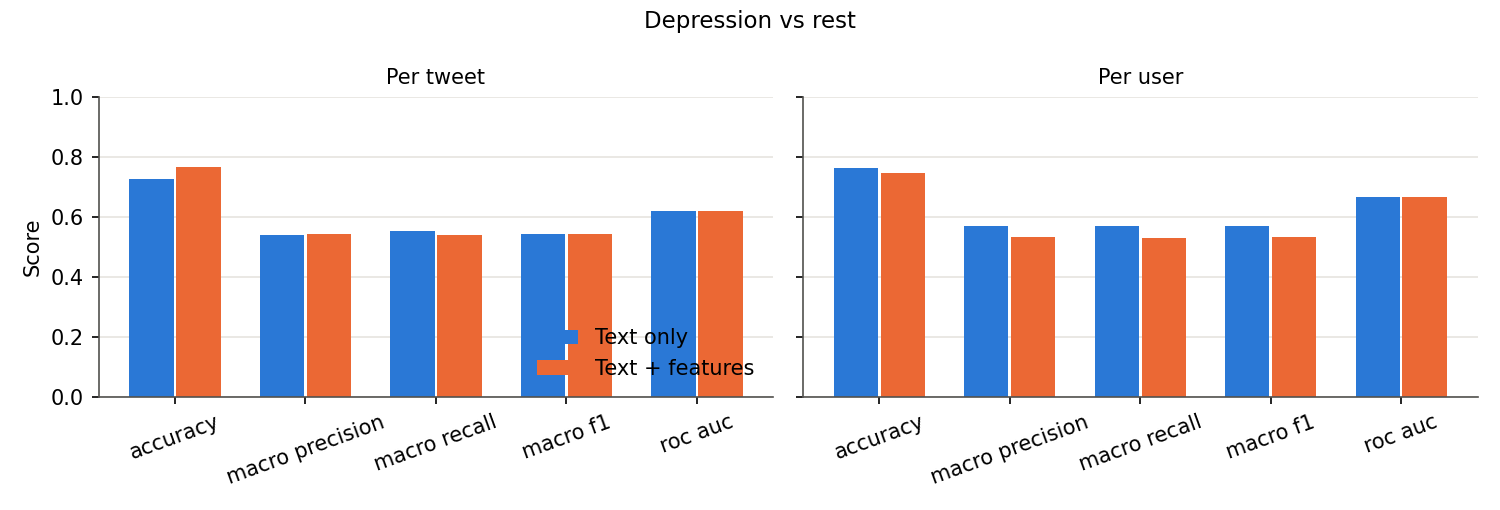 Depression vs rest
Per tweet
Per user
Score
1.0
0.8
0.6
0.4
0.2
0.0
Text only
Text + features
accuracy
macro precision
macro recall
macro f1
roc auc
accuracy
macro precision
macro recall
macro f1
roc auc